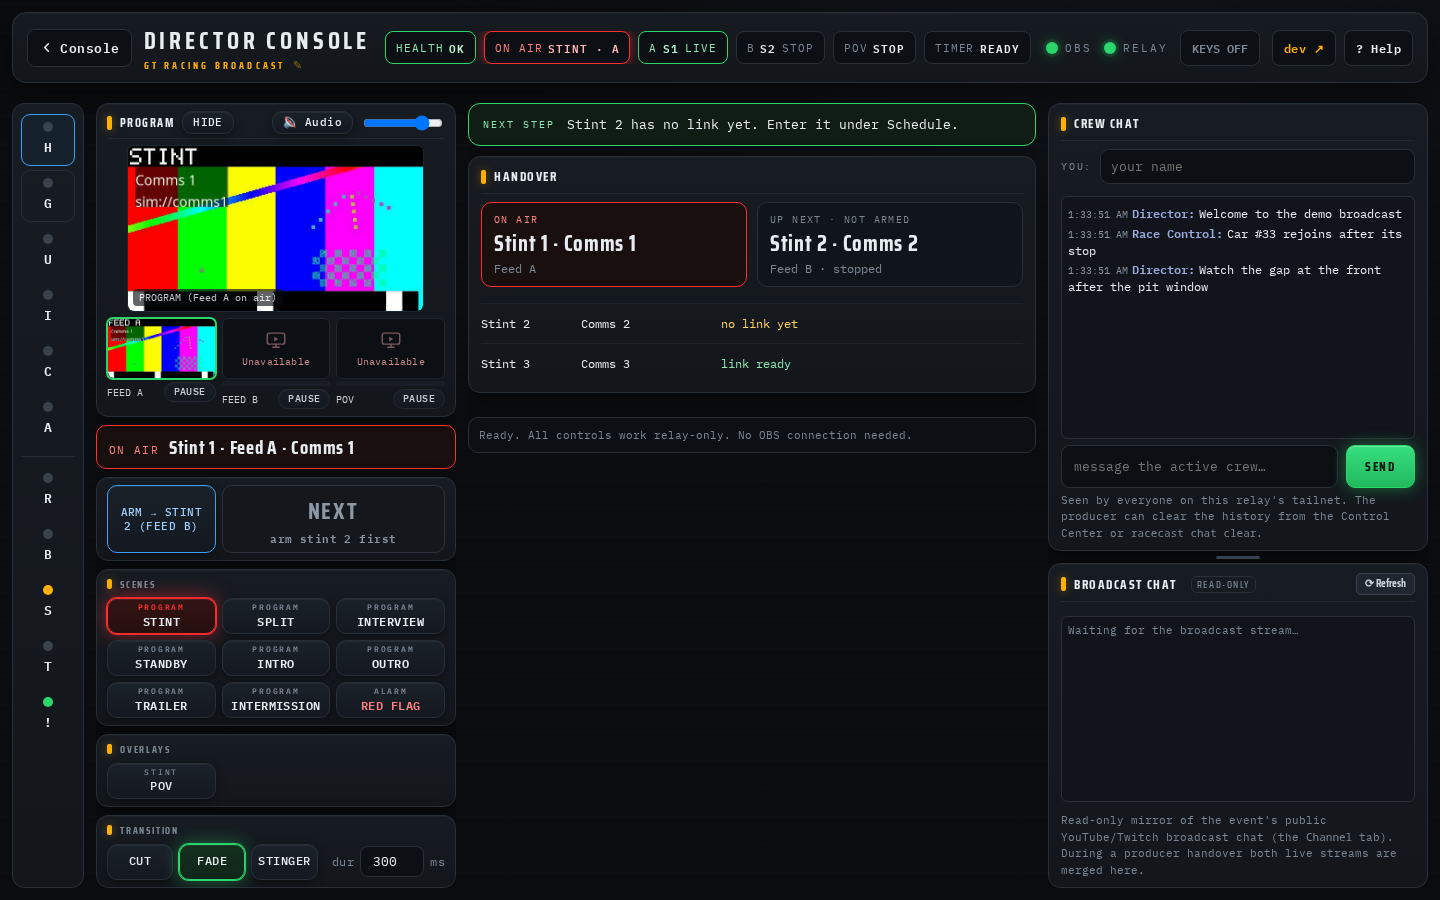 Console
DIRECTOR CONSOLE
GT RACING BROADCAST
HEALTH OK
ON AIR STINT · A
A S1 LIVE
B S2 STOP
POV STOP
TIMER READY
OBS
RELAY
KEYS OFF
dev ↗
? Help
H
G
U
I
C
A
R
B
S
T
!
PROGRAM
HIDE
Audio
STINT
Comms 1
sim://comms1
PROGRAM (Feed A on air)
FEED A
Unavailable
Unavailable
FEED A
PAUSE
FEED B
PAUSE
POV
PAUSE
ON AIR Stint 1 · Feed A · Comms 1
ARM → STINT
2 (FEED B)
NEXT
arm stint 2 first
SCENES
PROGRAM
STINT
PROGRAM
SPLIT
PROGRAM
INTERVIEW
PROGRAM
STANDBY
PROGRAM
INTRO
PROGRAM
OUTRO
PROGRAM
TRAILER
PROGRAM
INTERMISSION
ALARM
RED FLAG
OVERLAYS
STINT
POV
TRANSITION
CUT
FADE
STINGER
dur
300
ms
NEXT STEP Stint 2 has no link yet. Enter it under Schedule.
HANDOVER
ON AIR
Stint 1 · Comms 1
Feed A
UP NEXT · NOT ARMED
Stint 2 · Comms 2
Feed B · stopped
Stint 2 Comms 2 no link yet
Stint 3 Comms 3 link ready
Ready. All controls work relay-only. No OBS connection needed.
CREW CHAT
YOU:
your name
1:33:51 AM Director: Welcome to the demo broadcast
1:33:51 AM Race Control: Car #33 rejoins after its
stop
1:33:51 AM Director: Watch the gap at the front
after the pit window
message the active crew…
SEND
Seen by everyone on this relay's tailnet. The
producer can clear the history from the Control
Center or racecast chat clear.
BROADCAST CHAT
READ-ONLY
⟳ Refresh
Waiting for the broadcast stream…
Read-only mirror of the event's public
YouTube/Twitch broadcast chat (the Channel tab).
During a producer handover both live streams are
merged here.